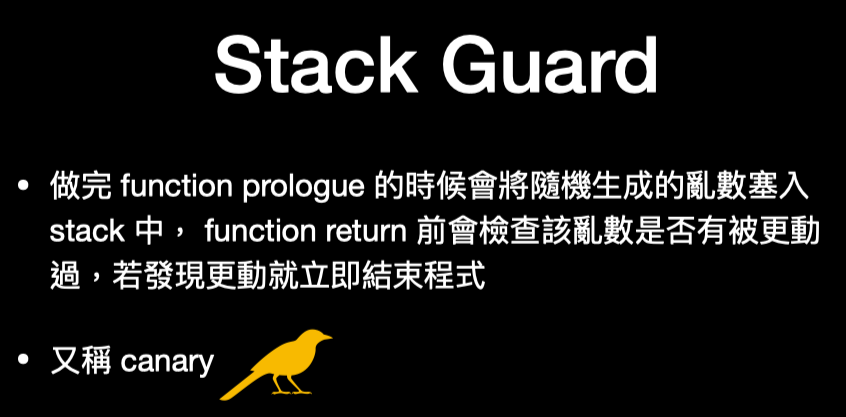 Stack Guard
• 做完 function prologue 的時候會將隨機生成的亂數塞入
stack 中， function return 前會檢查該亂數是否有被更動
過，若發現更動就立即結束程式
• 又稱 canary